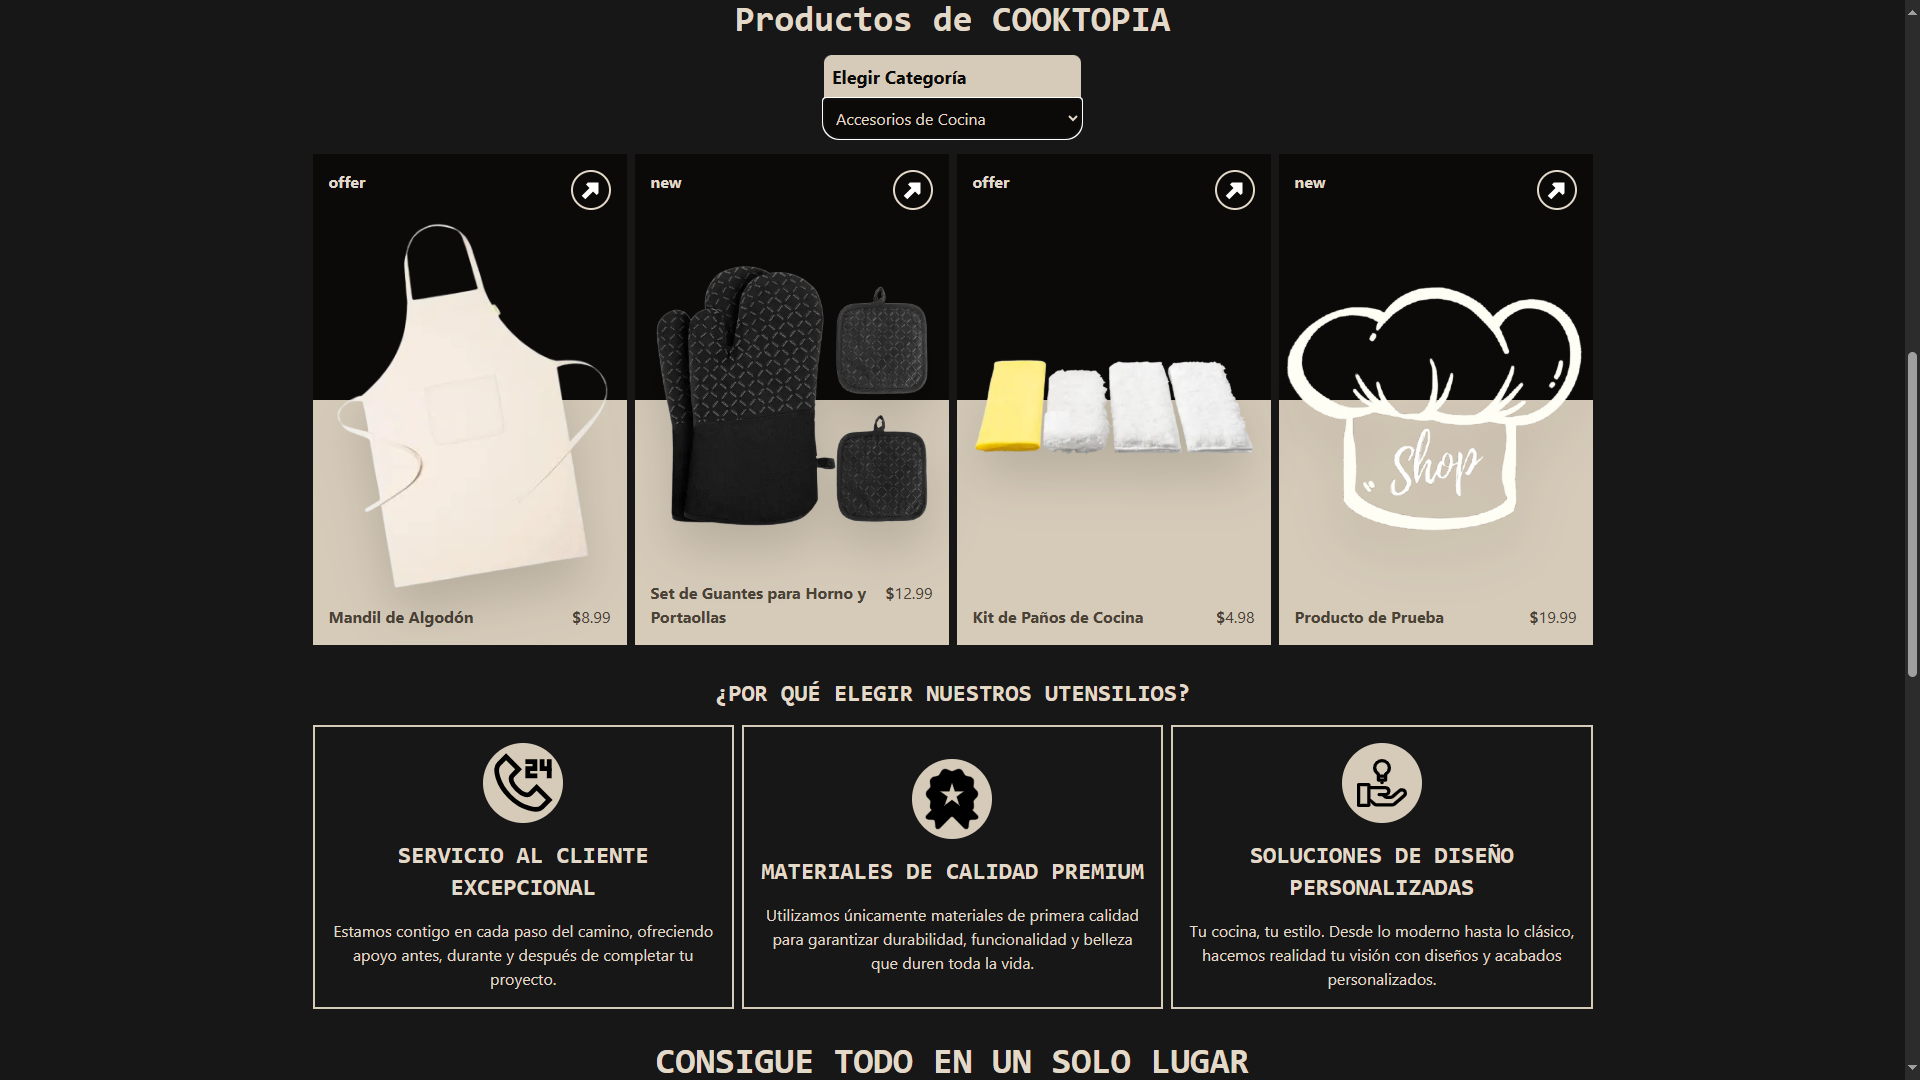 Productos de COOKTOPIA
Elegir Categoría
Accesorios de Cocina
offer
new
offer
new
Shop
Mandil de Algodón $8.99
Set de Guantes para Horno y $12.99
Portaollas
Kit de Paños de Cocina $4.98
Producto de Prueba $19.99
¿POR QUÉ ELEGIR NUESTROS UTENSILIOS?
24
SERVICIO AL CLIENTE
EXCEPCIONAL
Estamos contigo en cada paso del camino, ofreciendo
apoyo antes, durante y después de completar tu
proyecto.
MATERIALES DE CALIDAD PREMIUM
Utilizamos únicamente materiales de primera calidad
para garantizar durabilidad, funcionalidad y belleza
que duren toda la vida.
SOLUCIONES DE DISEÑO
PERSONALIZADAS
Tu cocina, tu estilo. Desde lo moderno hasta lo clásico,
hacemos realidad tu visión con diseños y acabados
personalizados.
CONSIGUE TODO EN UN SOLO LUGAR